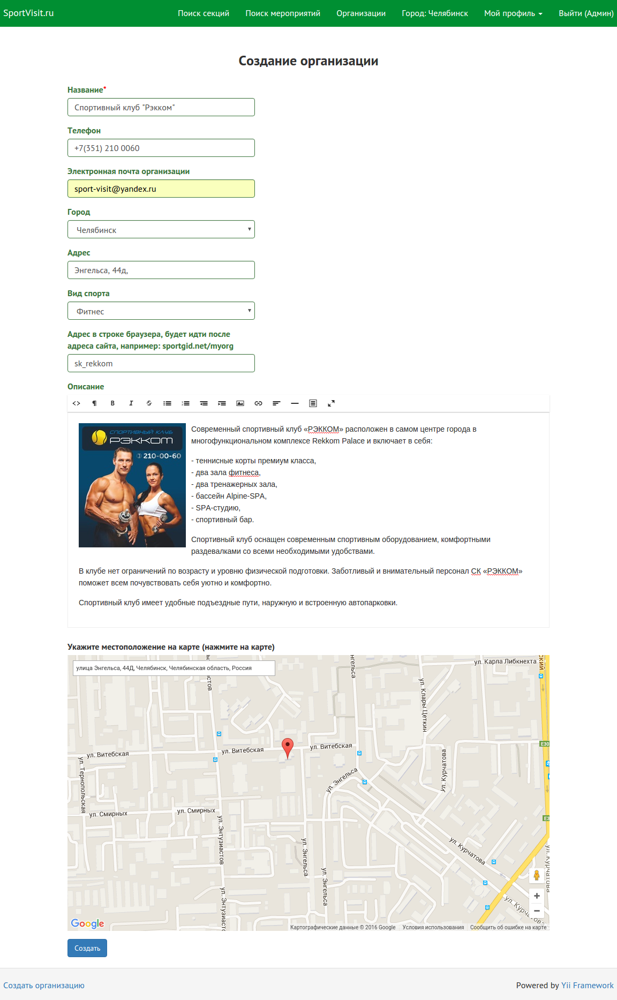 SportVisit.ru
Поиск секций
Поиск мероприятий
Организации
Город: Челябинск
Мой профиль
Выйти (Админ)
Создание организации
Название*
Спортивный клуб "Рэкком"
Телефон
+7(351) 210 0060
Электронная почта организации
sport-visit@yandex.ru
Город
Челябинск
Адрес
Энгельса, 44д,
Вид спорта
Фитнес
Адрес в строке браузера, будет идти после
адреса сайта, например: sportgid.net/myorg
sk_rekkom
Описание
СПОРТИВНЫЙ КЛУБ
РЭККОМ
210-00-60
Современный спортивный клуб «РЭККОМ» расположен в самом центре города в
многофункциональном комплексе Rekkom Palace и включает в себя:
- теннисные корты премиум класса,
- два зала фитнеса,
- два тренажерных зала,
- бассейн Alpine-SPA,
- SPA-студию,
- спортивный бар.
Спортивный клуб оснащен современным спортивным оборудованием, комфортными
раздевалками со всеми необходимыми удобствами.
В клубе нет ограничений по возрасту и уровню физической подготовки. Заботливый и внимательный персонал СК «РЭККОМ»
поможет всем почувствовать себя уютно и комфортно.
Спортивный клуб имеет удобные подъездные пути, наружную и встроенную автопарковки.
Укажите местоположение на карте (нажмите на карте)
улица Энгельса, 44Д, Челябинск, Челябинская область, Россия
ул. Карла Либкнехта
ул. Клары Цеткин
ул. Витебская
ул. Витебская
ул. Витебская
ул. Тернопольская
ул. Энгельса
ул. Курчатова
E30
ул. Смирных
ул. Смирных
ул. Энтузиастов
ул. Энгельса
ул. Энгельса
ул. Курчатова
ул. Курчатова
Google
Картографические данные © 2016 Google
Условия использования
Сообщить об ошибке на карте
Создать
Создать организацию
Powered by Yii Framework